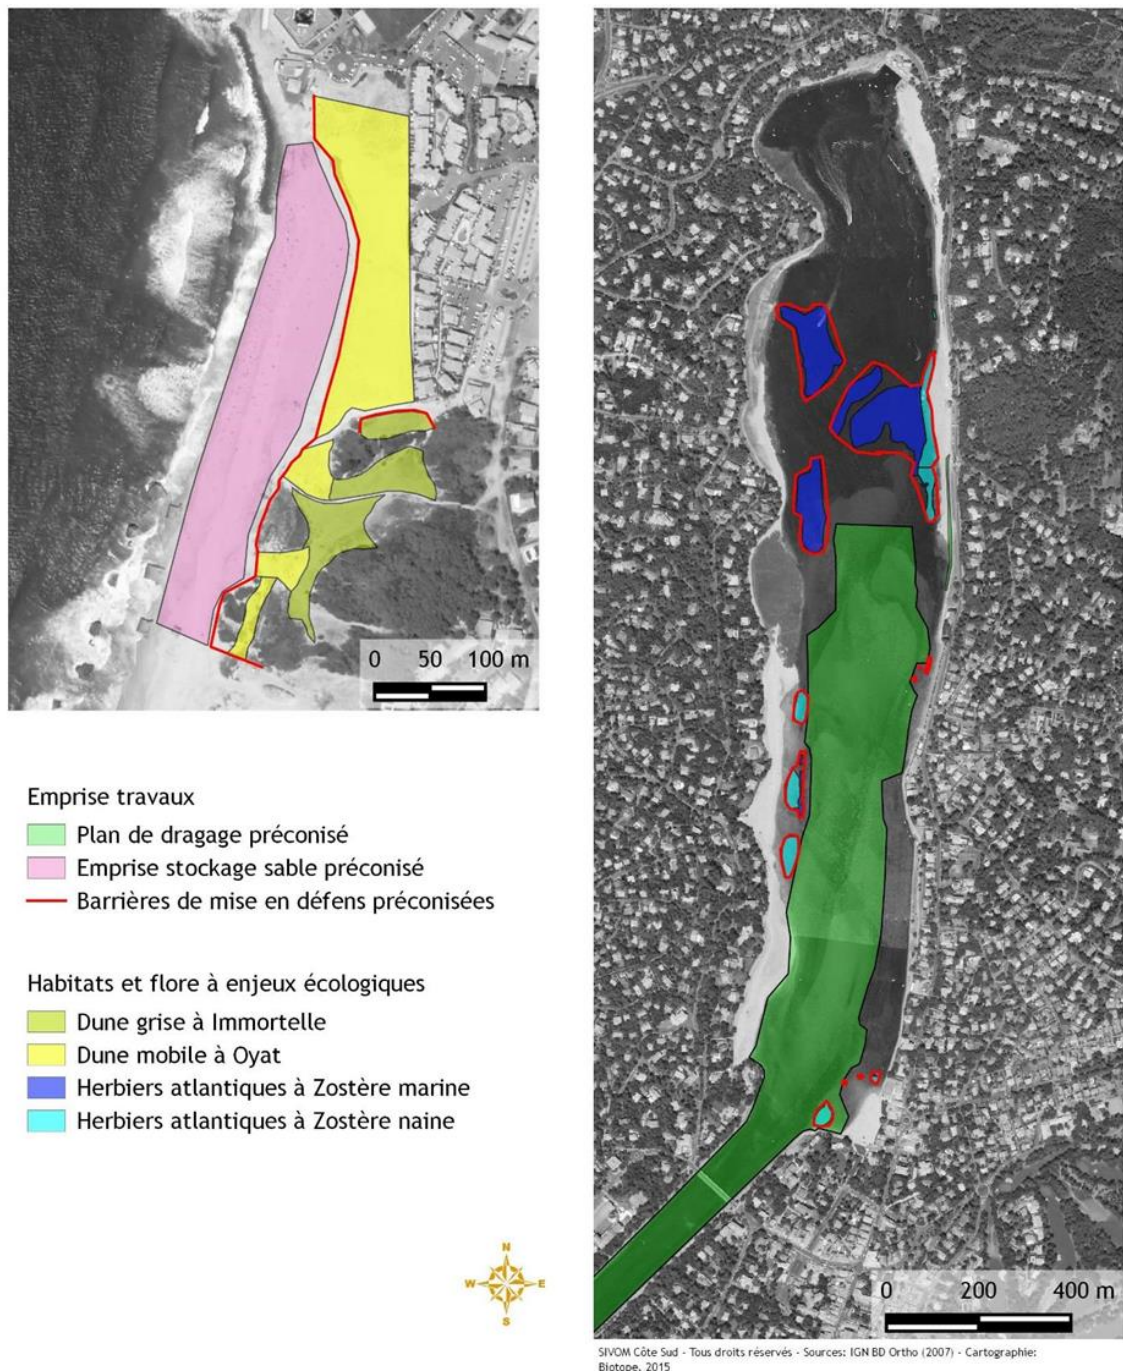 0 50 100 m
Emprise travaux
Plan de dragage préconisé
Emprise stockage sable préconisé
Barrières de mise en défens préconisées
Habitats et flore à enjeux écologiques
Dune grise à Immortelle
Dune mobile à Oyat
Herbiers atlantiques à Zostère marine
Herbiers atlantiques à Zostère naine
N
W E
S
0 200 400 m
SIVOM Côte Sud - Tous droits réservés - Sources: IGN BD Ortho (2007) - Cartographie:
Biotope, 2015